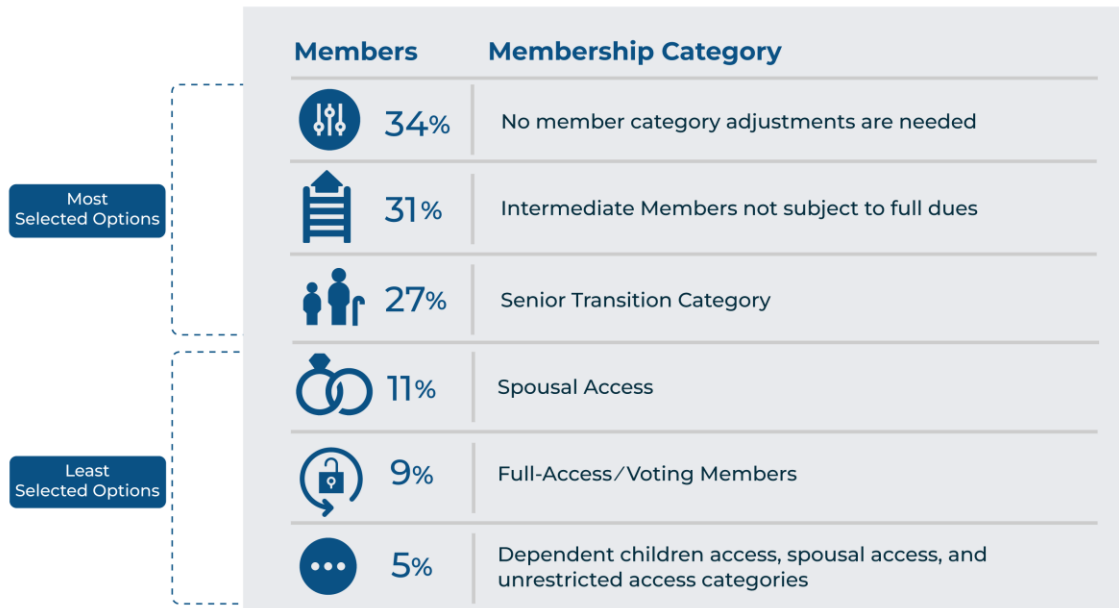 Members Membership Category
34% No member category adjustments are needed
Most
Selected Options
31% Intermediate Members not subject to full dues
27% Senior Transition Category
11% Spousal Access
Least
Selected Options
9% Full-Access/Voting Members
5% Dependent children access, spousal access, and
unrestricted access categories